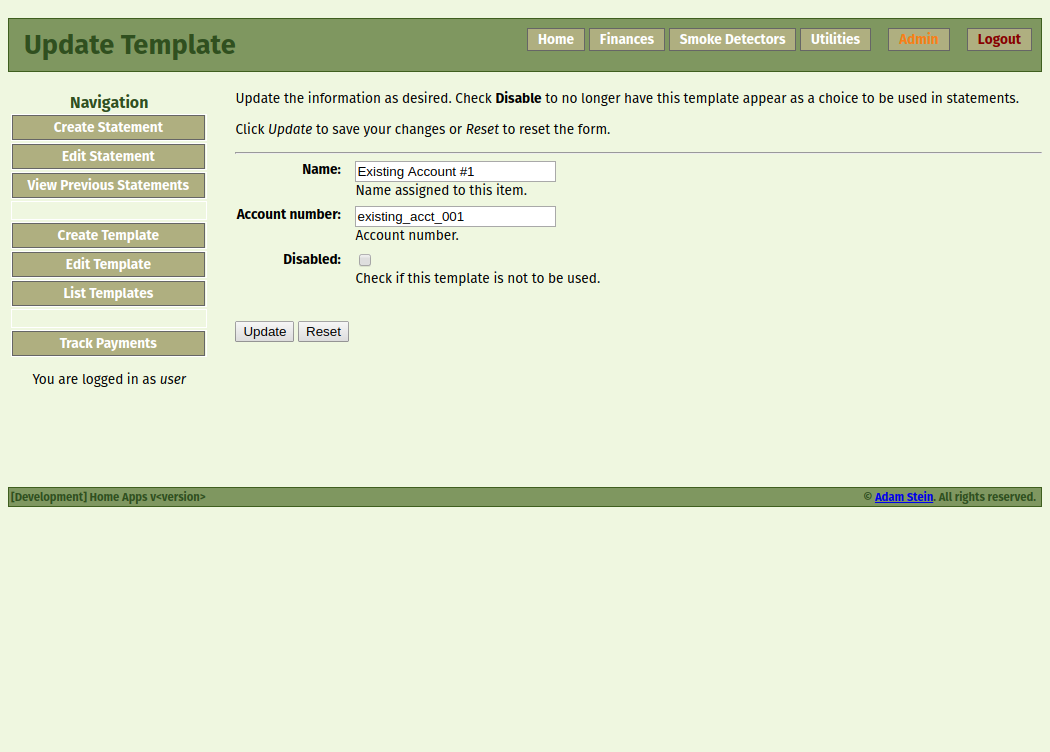 Update Template
Home Finances Smoke Detectors Utilities Admin Logout
Navigation
Create Statement
Edit Statement
View Previous Statements
Create Template
Edit Template
List Templates
Track Payments
You are logged in as user
Update the information as desired. Check Disable to no longer have this template appear as a choice to be used in statements.
Click Update to save your changes or Reset to reset the form.
Name: Existing Account #1
Name assigned to this item.
Account number: existing_acct_001
Account number.
Disabled:
Check if this template is not to be used.
Update Reset
[Development] Home Apps v<version> © Adam Stein. All rights reserved.